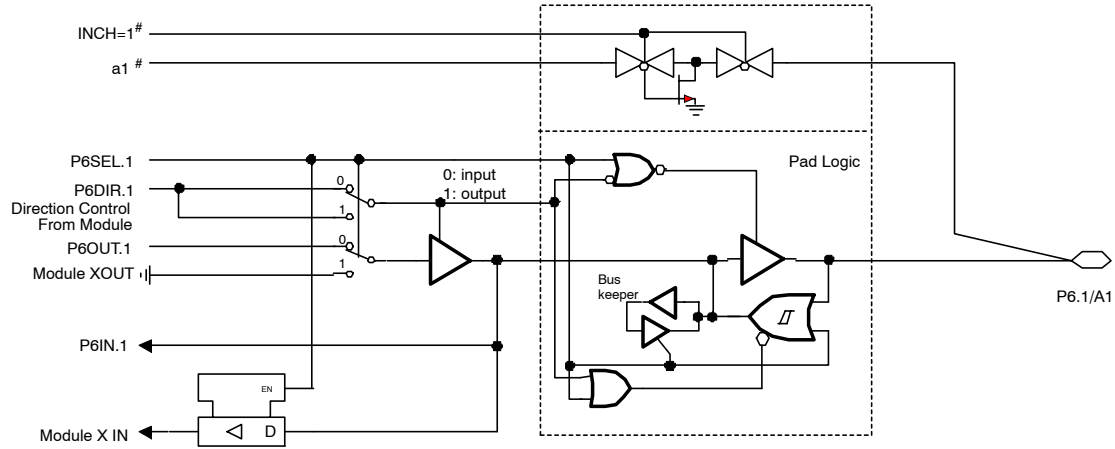 INCH=1#
a1 #
P6SEL.1
Pad Logic
0: input
1: output
P6DIR.1
0
Direction Control
From Module
1
P6OUT.1
0
Module XOUT
1
Bus
keeper
P6.1/A1
P6IN.1
EN
D
Module X IN